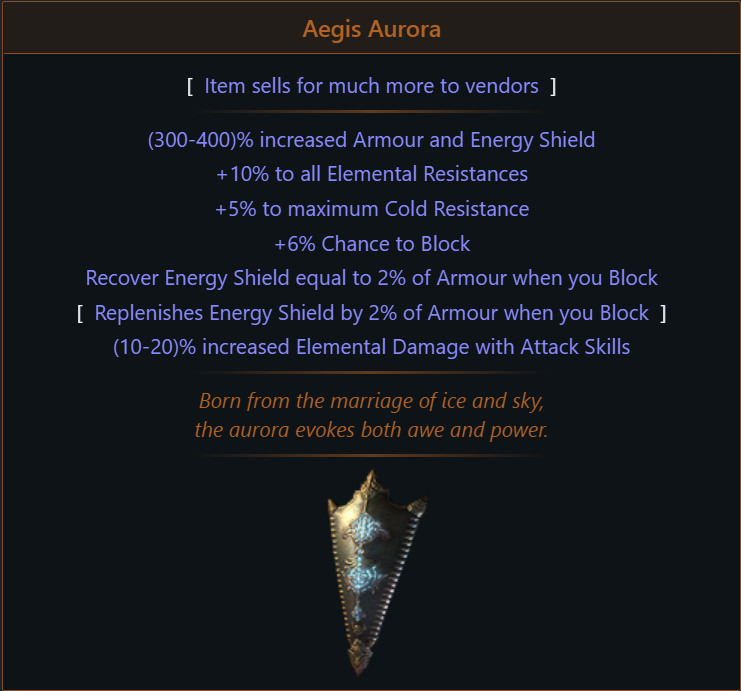 Aegis Aurora
[ Item sells for much more to vendors ]
(300-400)% increased Armour and Energy Shield
+10% to all Elemental Resistances
+5% to maximum Cold Resistance
+6% Chance to Block
Recover Energy Shield equal to 2% of Armour when you Block
[ Replenishes Energy Shield by 2% of Armour when you Block ]
(10-20)% increased Elemental Damage with Attack Skills
Born from the marriage of ice and sky,
the aurora evokes both awe and power.